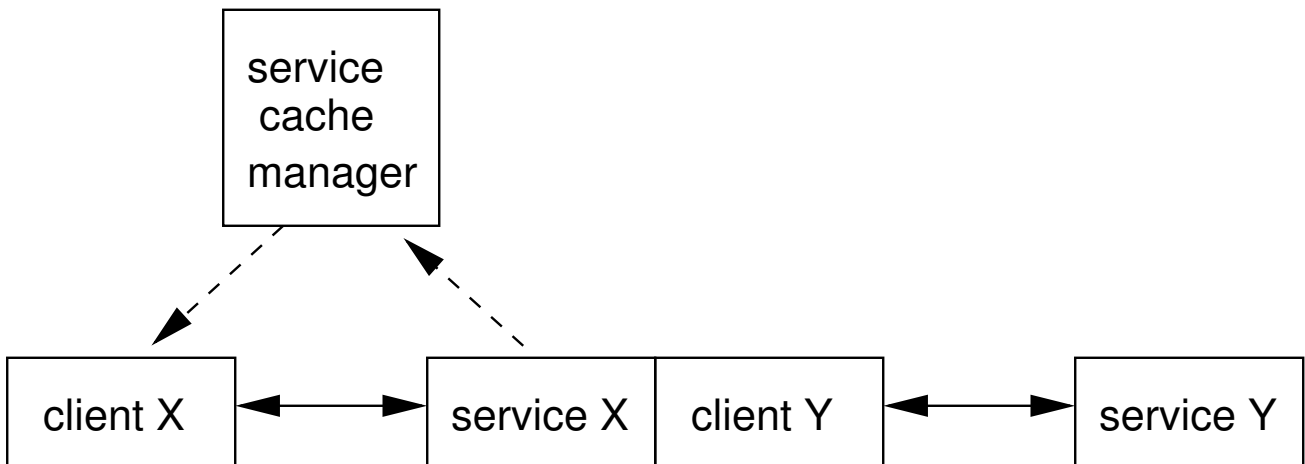 service
cache
manager
client X
service X
client Y
service Y